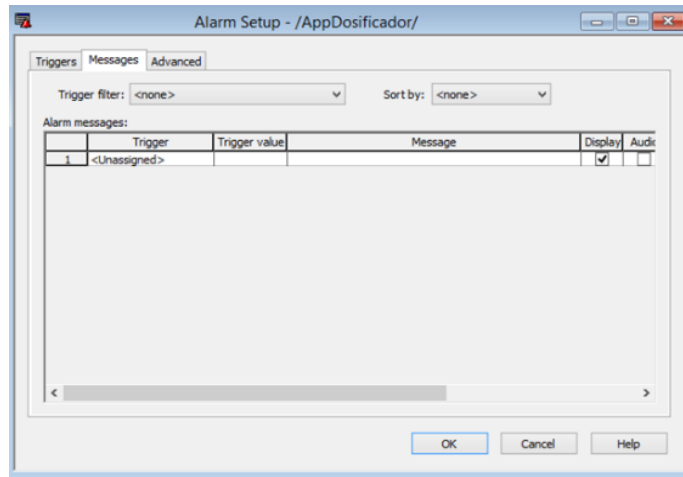 Alarm Setup - /AppDosificador/
Triggers Messages Advanced
Trigger filter: <none> Sort by: <none>
Alarm messages:
Trigger Trigger value Message Display Audio
1 <Unassigned>
OK Cancel Help